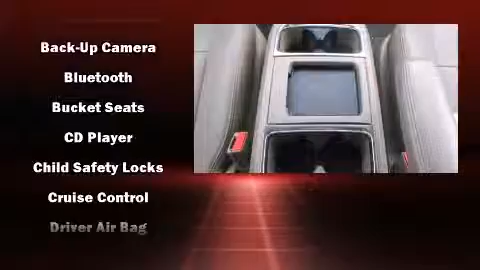 Back-Up Camera
Bluetooth
Bucket Seats
CD Player
Child Safety Locks
Cruise Control
Driver Air Bag